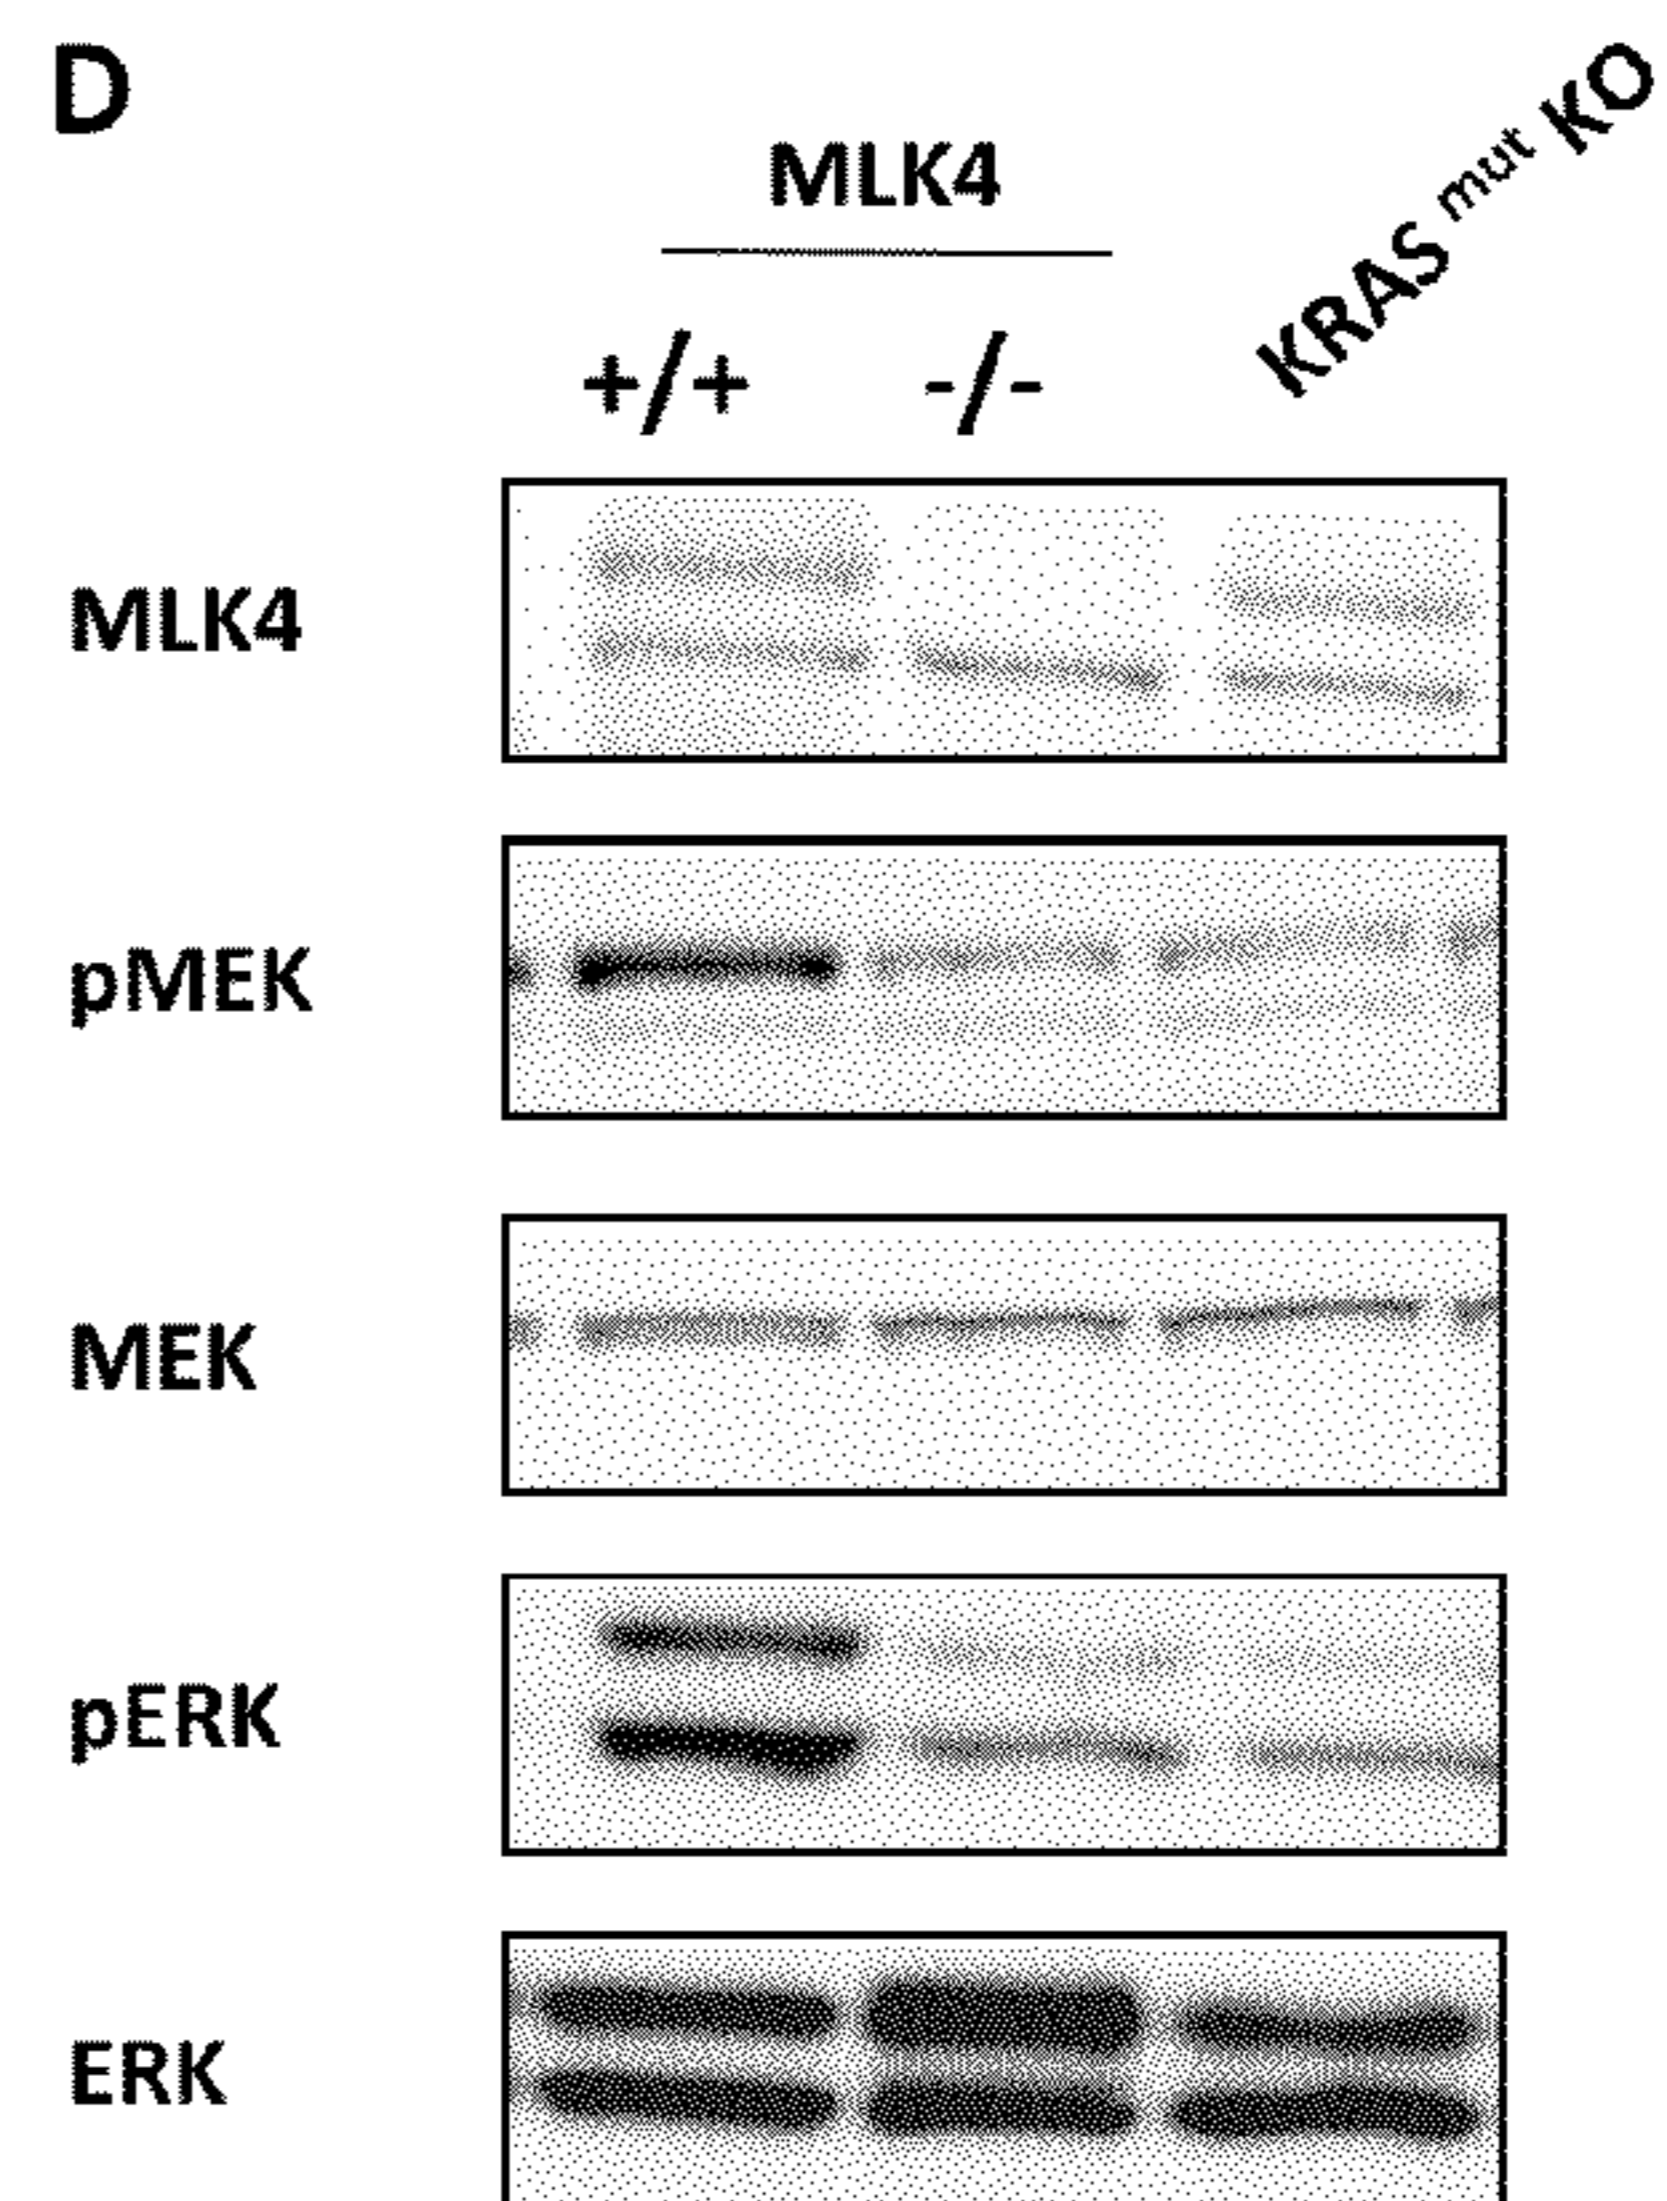 D
MLK4
KRAS mut KO
+/+ -/-
MLK4
pMEK
MEK
pERK
ERK